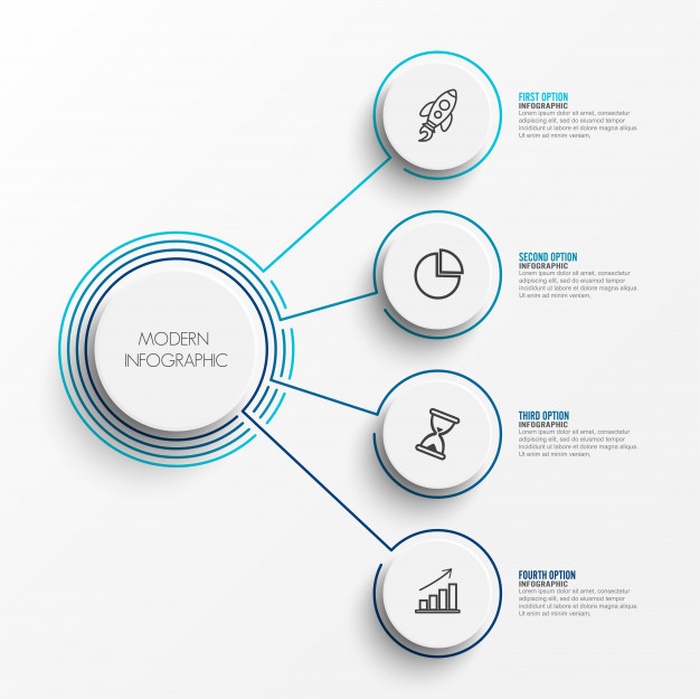 MODERN
INFOGRAPHIC
FIRST OPTION
INFOGRAPHIC
Lorem ipsum dolor sit amet, consectetur
adipiscing elit, sed do eiusmod tempor
incididunt ut labore et dolore magna aliqua.
Ut enim ad minim veniam,
SECOND OPTION
INFOGRAPHIC
Lorem ipsum dolor sit amet, consectetur
adipiscing elit, sed do eiusmod tempor
incididunt ut labore et dolore magna aliqua.
Ut enim ad minim veniam,
THIRD OPTION
INFOGRAPHIC
Lorem ipsum dolor sit amet, consectetur
adipiscing elit, sed do eiusmod tempor
incididunt ut labore et dolore magna aliqua.
Ut enim ad minim veniam,
FOURTH OPTION
INFOGRAPHIC
Lorem ipsum dolor sit amet, consectetur
adipiscing elit, sed do eiusmod tempor
incididunt ut labore et dolore magna aliqua.
Ut enim ad minim veniam,